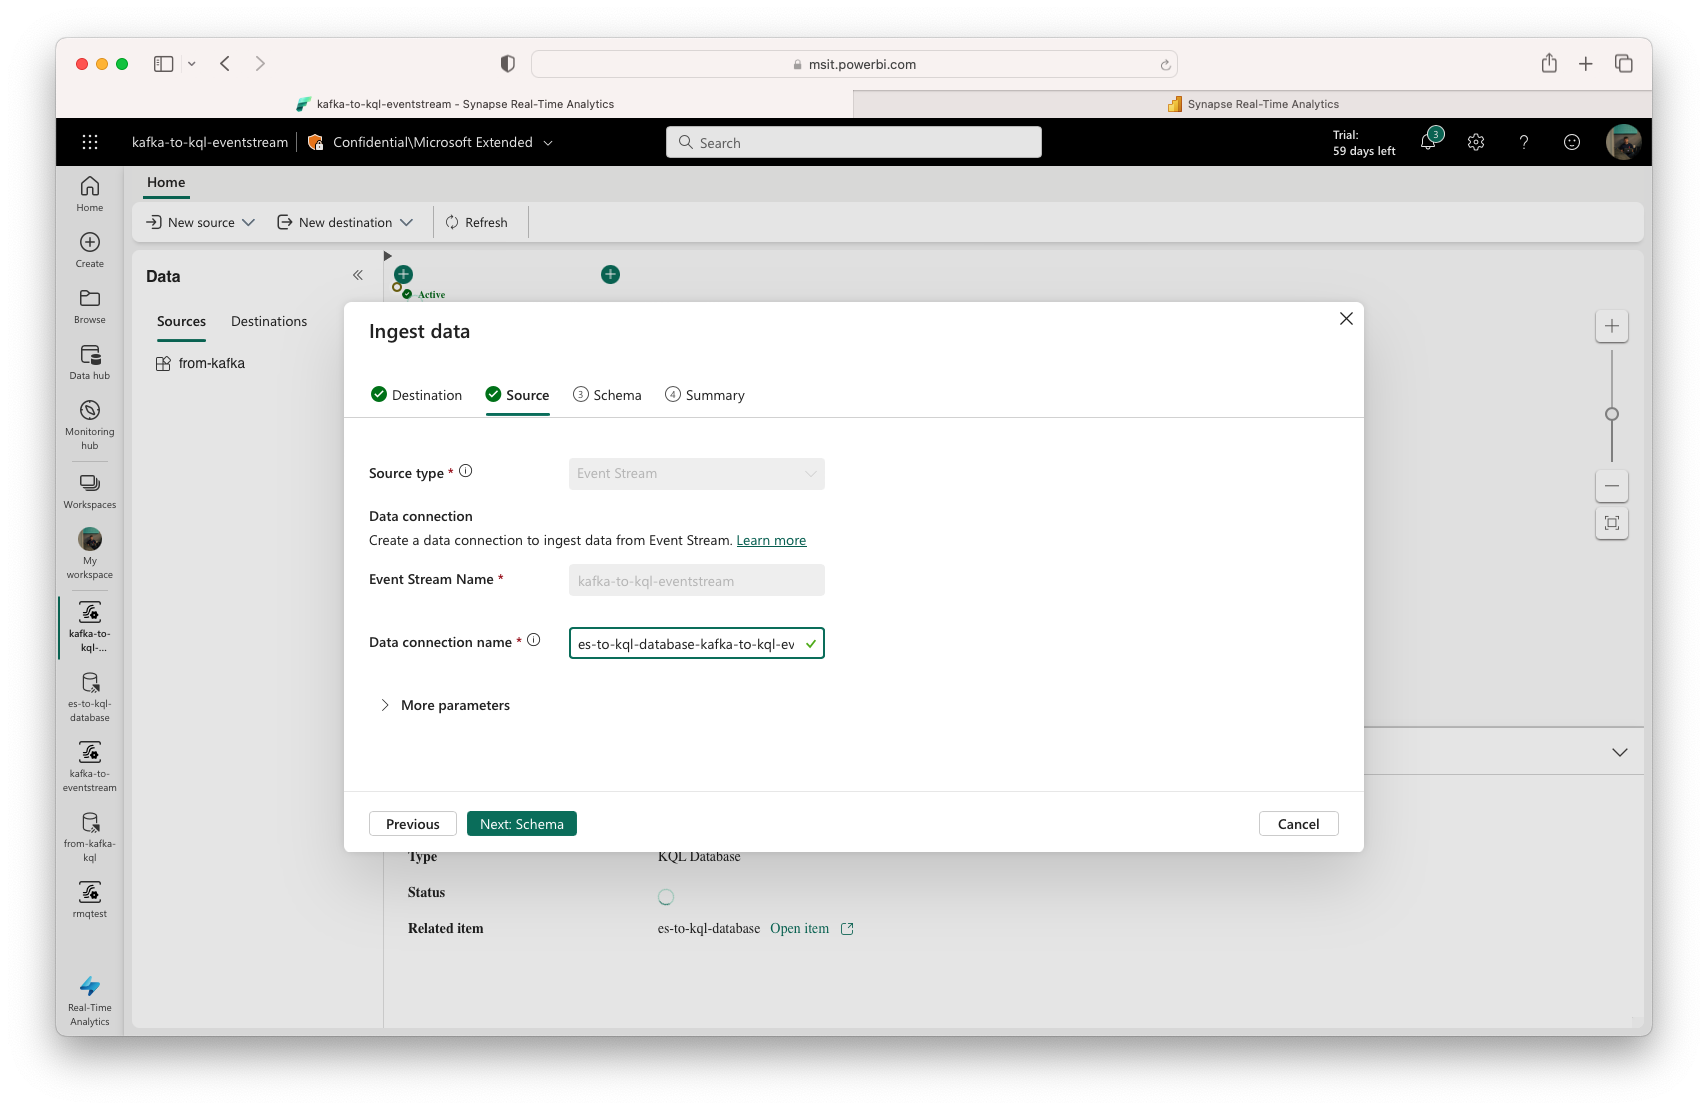 msit.powerbi.com
kafka-to-kql-eventstream - Synapse Real-Time Analytics
Synapse Real-Time Analytics
kafka-to-kql-eventstream
Confidential\Microsoft Extended
Search
Trial:
59 days left
3
Home
Home
Create
Browse
Data hub
Monitoring
hub
Workspaces
My
workspace
kafka-to-
kql-...
es-to-kql-
database
kafka-to-
eventstream
from-kafka-
kql
rmqtest
Real-Time
Analytics
New source
New destination
Refresh
Data
Sources
Destinations
from-kafka
Active
Ingest data
Destination
Source
3 Schema
4 Summary
Source type *
Event Stream
Data connection
Create a data connection to ingest data from Event Stream. Learn more
Event Stream Name *
kafka-to-kql-eventstream
Data connection name *
es-to-kql-database-kafka-to-kql-ev
More parameters
Previous
Next: Schema
Cancel
Type
KQL Database
Status
Related item
es-to-kql-database Open item